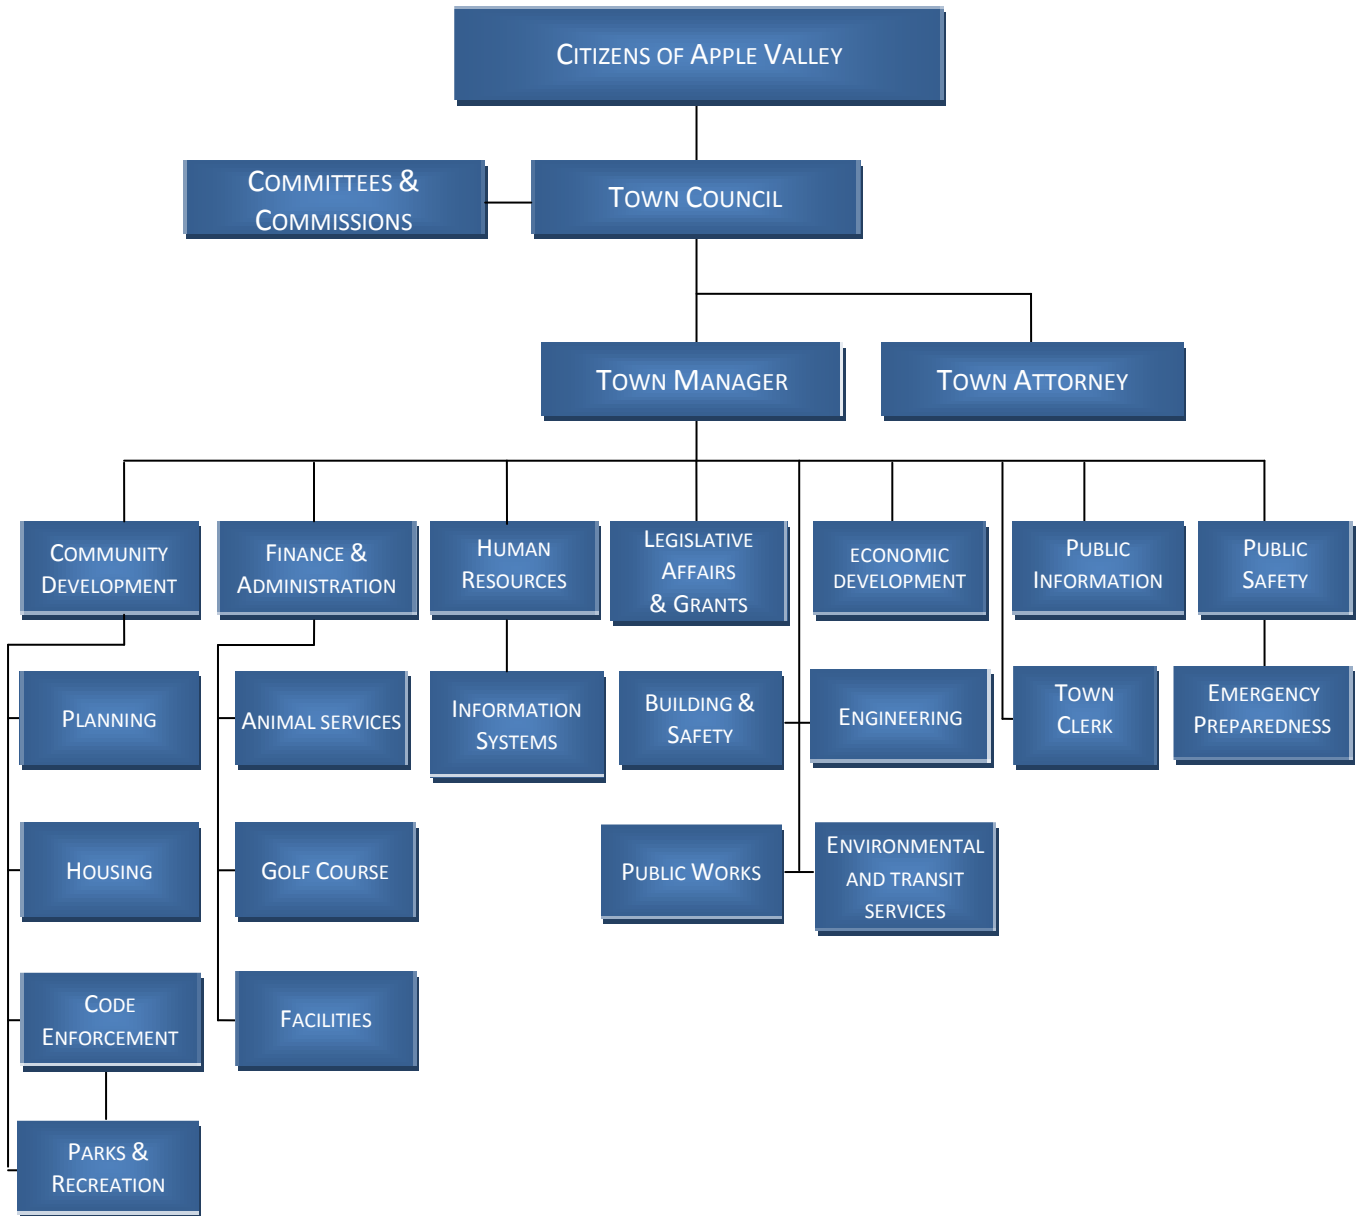 CITIZENS OF APPLE VALLEY
COMMITTEES &
COMMISSIONS
TOWN COUNCIL
TOWN MANAGER
TOWN ATTORNEY
COMMUNITY
DEVELOPMENT
FINANCE &
ADMINISTRATION
HUMAN
RESOURCES
LEGISLATIVE
AFFAIRS
& GRANTS
ECONOMIC
DEVELOPMENT
PUBLIC
INFORMATION
PUBLIC
SAFETY
PLANNING
ANIMAL SERVICES
INFORMATION
SYSTEMS
BUILDING &
SAFETY
ENGINEERING
TOWN
CLERK
EMERGENCY
PREPAREDNESS
HOUSING
GOLF COURSE
PUBLIC WORKS
ENVIRONMENTAL
AND TRANSIT
SERVICES
CODE
ENFORCEMENT
FACILITIES
PARKS &
RECREATION